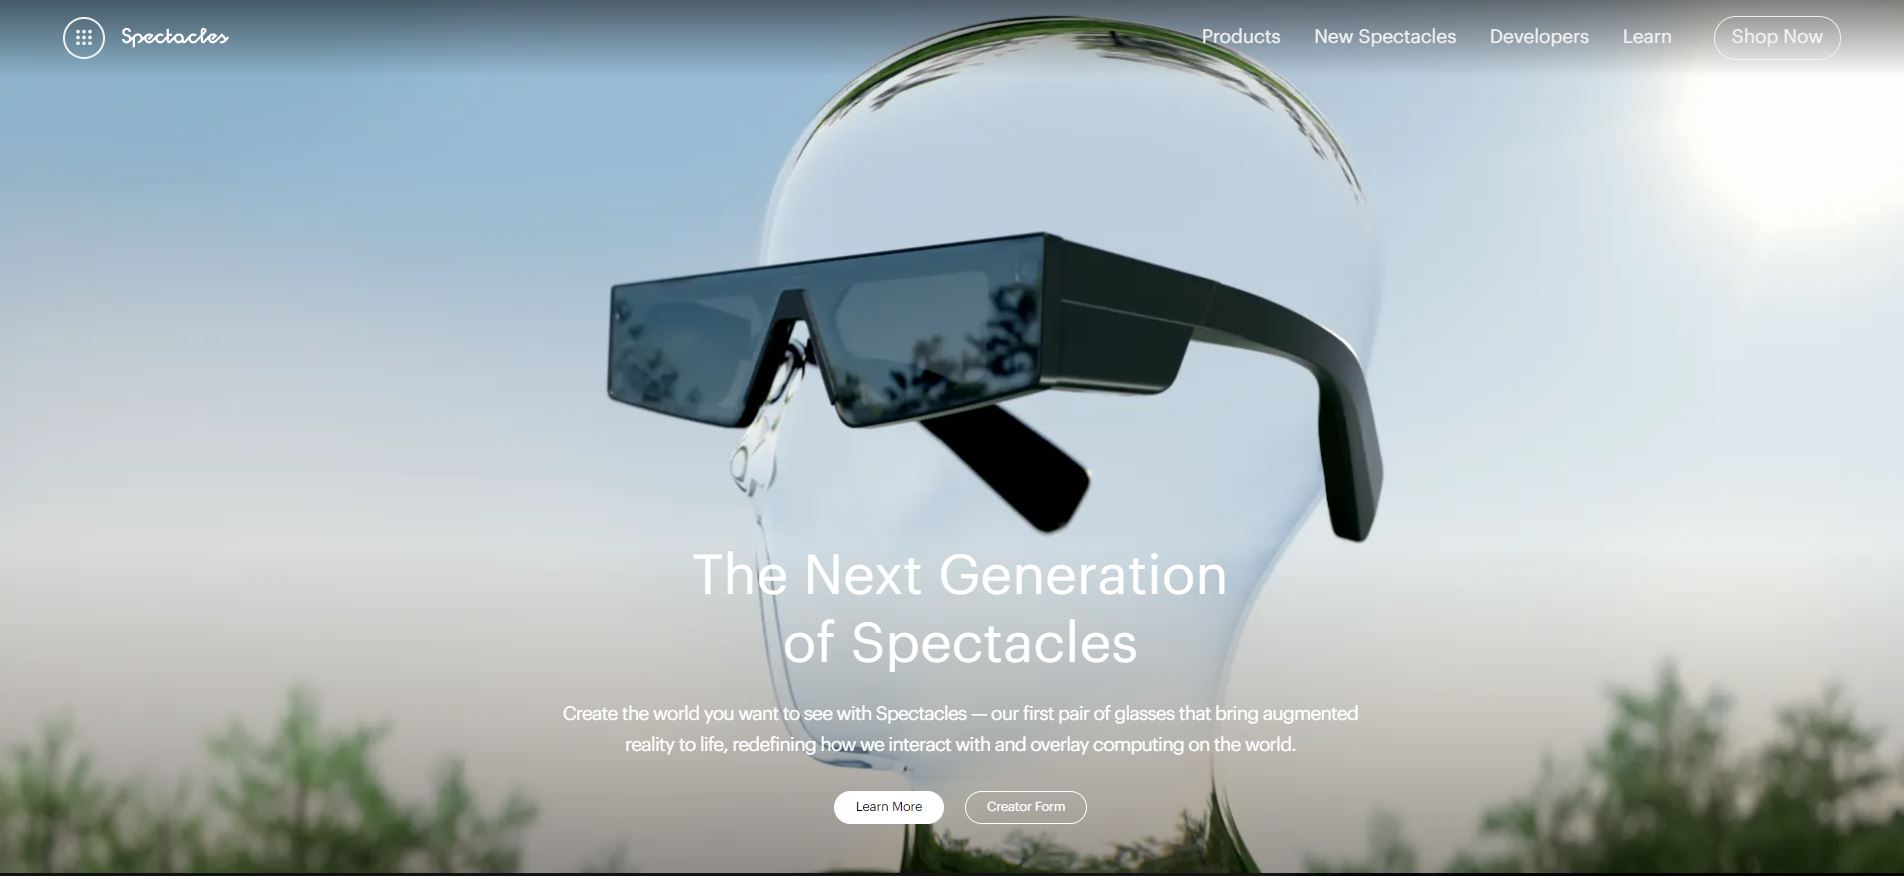 Spectacles
Products
New Spectacles
Developers
Learn
Shop Now
The Next Generation
of Spectacles
Create the world you want to see with Spectacles — our first pair of glasses that bring augmented
reality to life, redefining how we interact with and overlay computing on the world.
Learn More
Creator Form